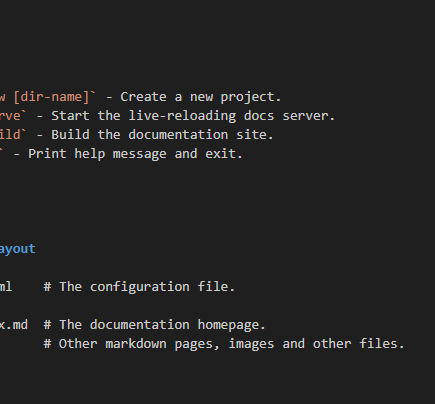 w [dir-name]` - Create a new project.
rve` - Start the live-reloading docs server.
ild` - Build the documentation site.
` - Print help message and exit.
ayout
ml    # The configuration file.
x.md  # The documentation homepage.
# Other markdown pages, images and other files.